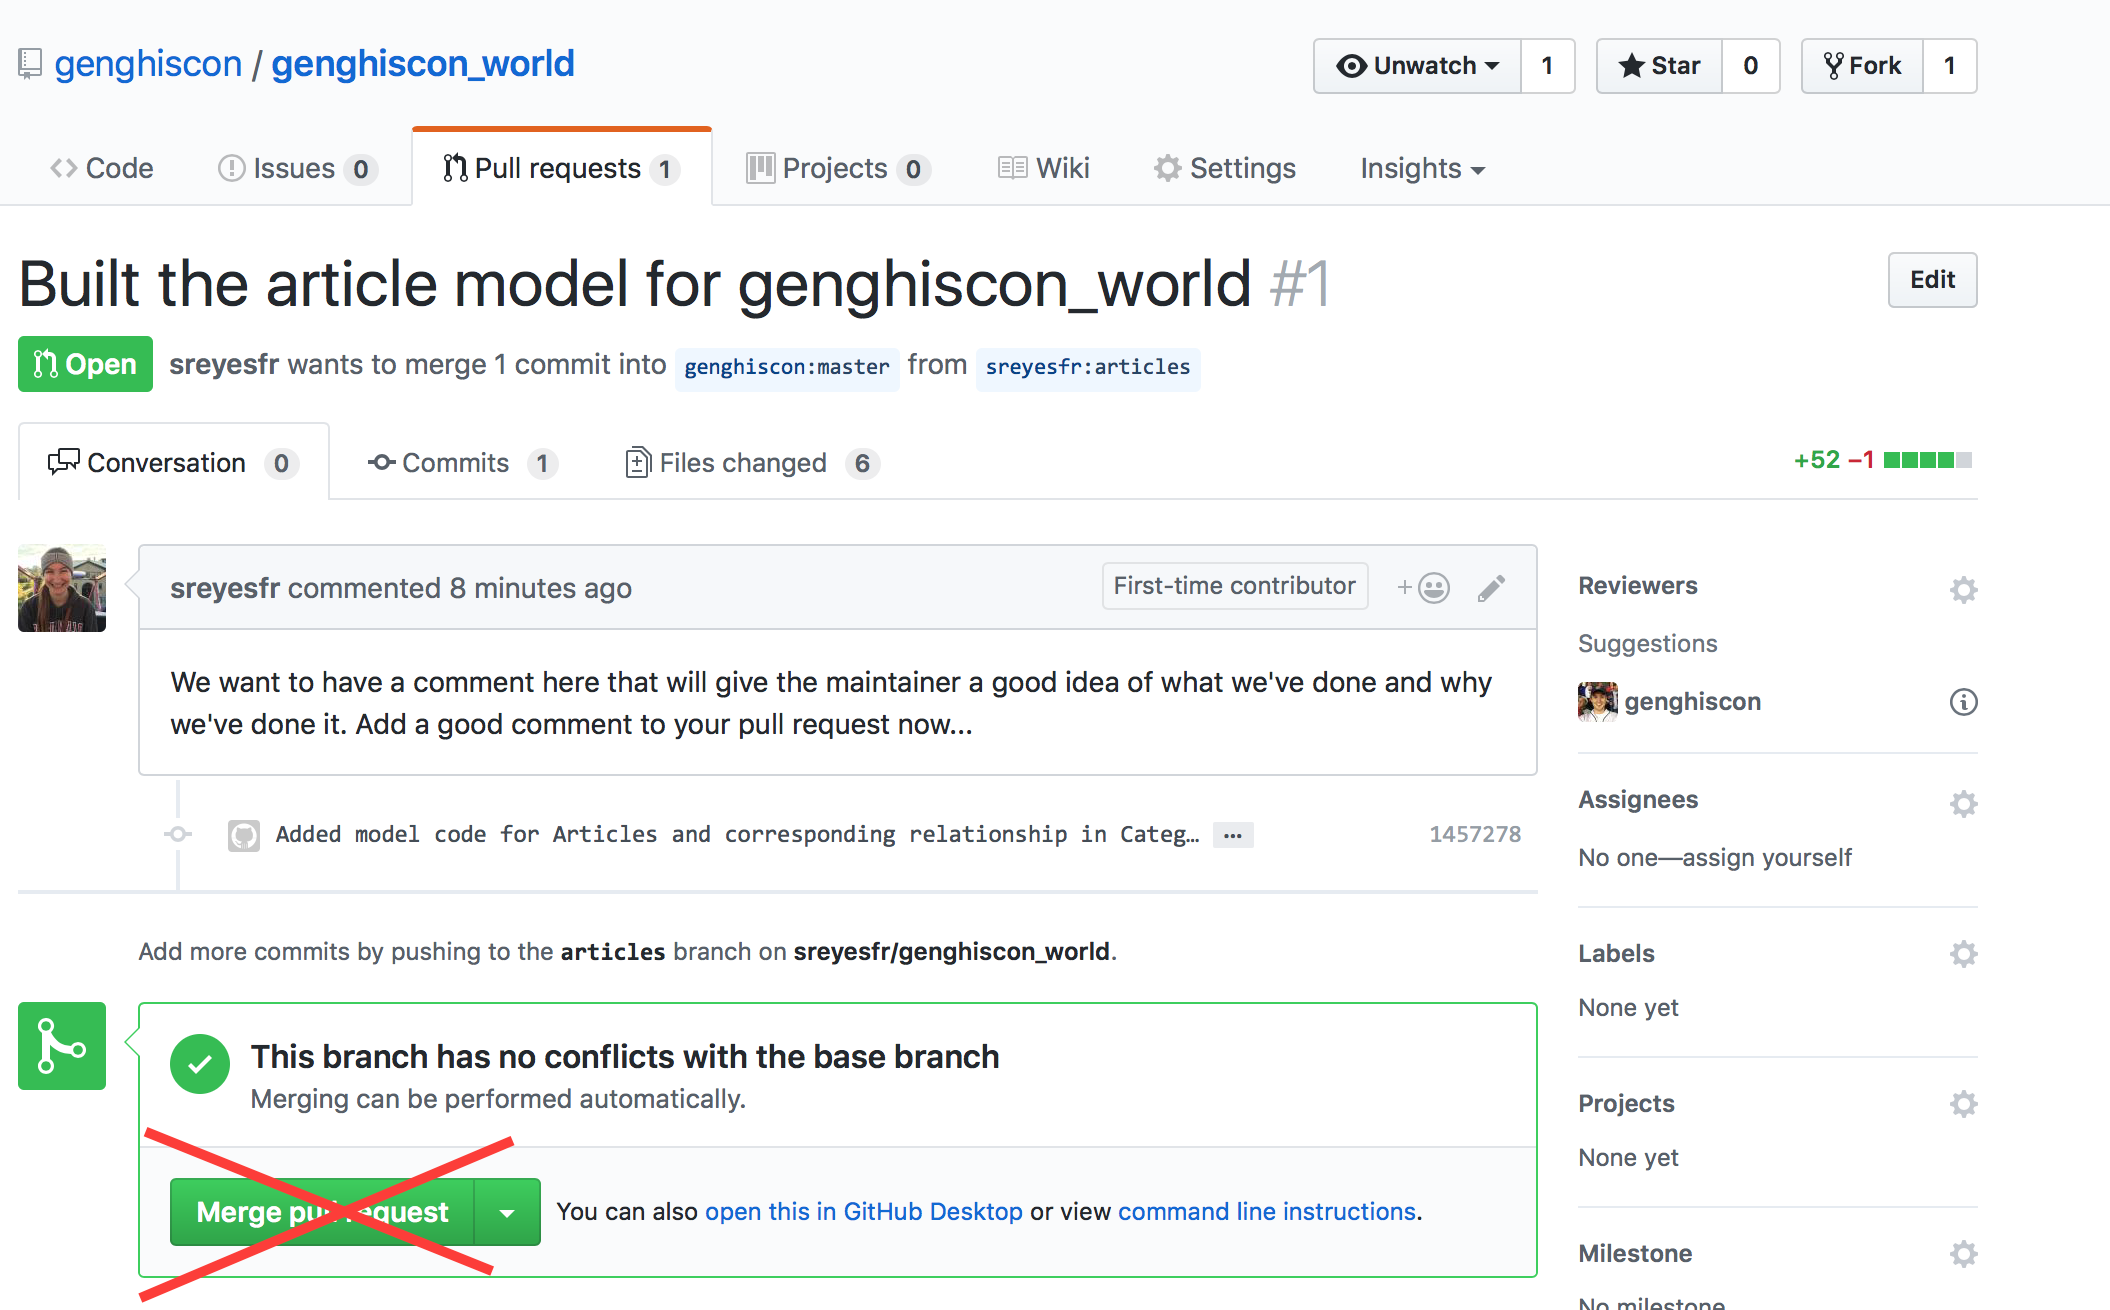 genghiscon / genghiscon_world
Unwatch 1 Star 0 Fork 1
Code Issues 0 Pull requests 1 Projects 0 Wiki Settings Insights
Built the article model for genghiscon_world #1
Edit
Open sreyesfr wants to merge 1 commit into genghiscon:master from sreyesfr:articles
Conversation 0 Commits 1 Files changed 6 +52 −1
sreyesfr commented 8 minutes ago First-time contributor +
We want to have a comment here that will give the maintainer a good idea of what we've done and why
we've done it. Add a good comment to your pull request now...
Added model code for Articles and corresponding relationship in Categ… … 1457278
Add more commits by pushing to the articles branch on sreyesfr/genghiscon_world.
This branch has no conflicts with the base branch
Merging can be performed automatically.
Merge pull request You can also open this in GitHub Desktop or view command line instructions.
Reviewers
Suggestions
genghiscon
Assignees
No one—assign yourself
Labels
None yet
Projects
None yet
Milestone
No milestone